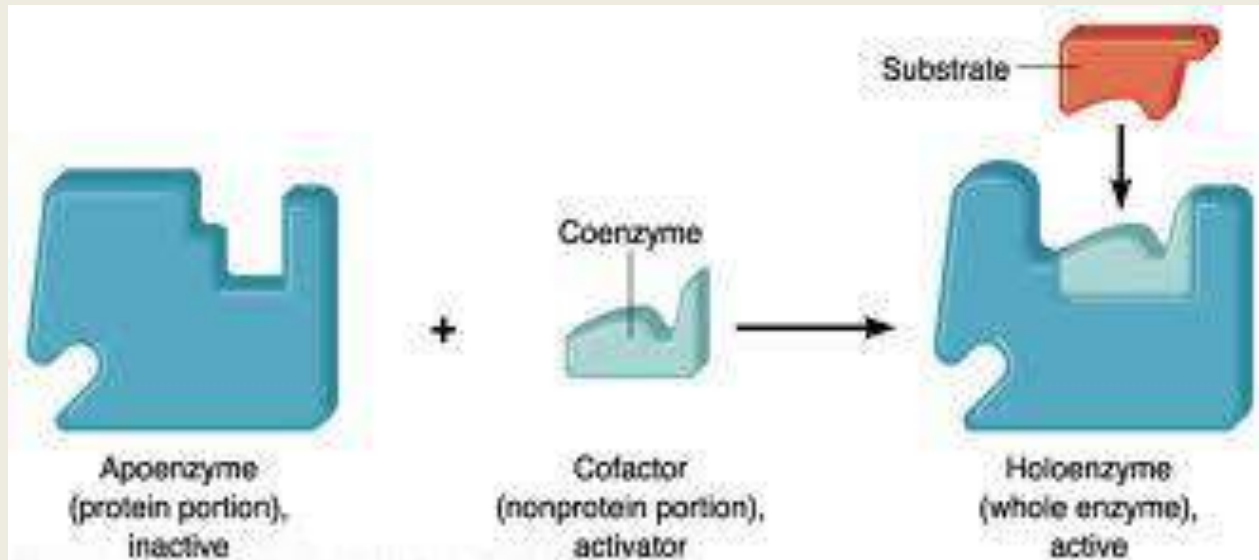 Substrate
Coenzyme
+
Apoenzyme
(protein portion),
inactive
Cofactor
(nonprotein portion),
activator
Holoenzyme
(whole enzyme),
active